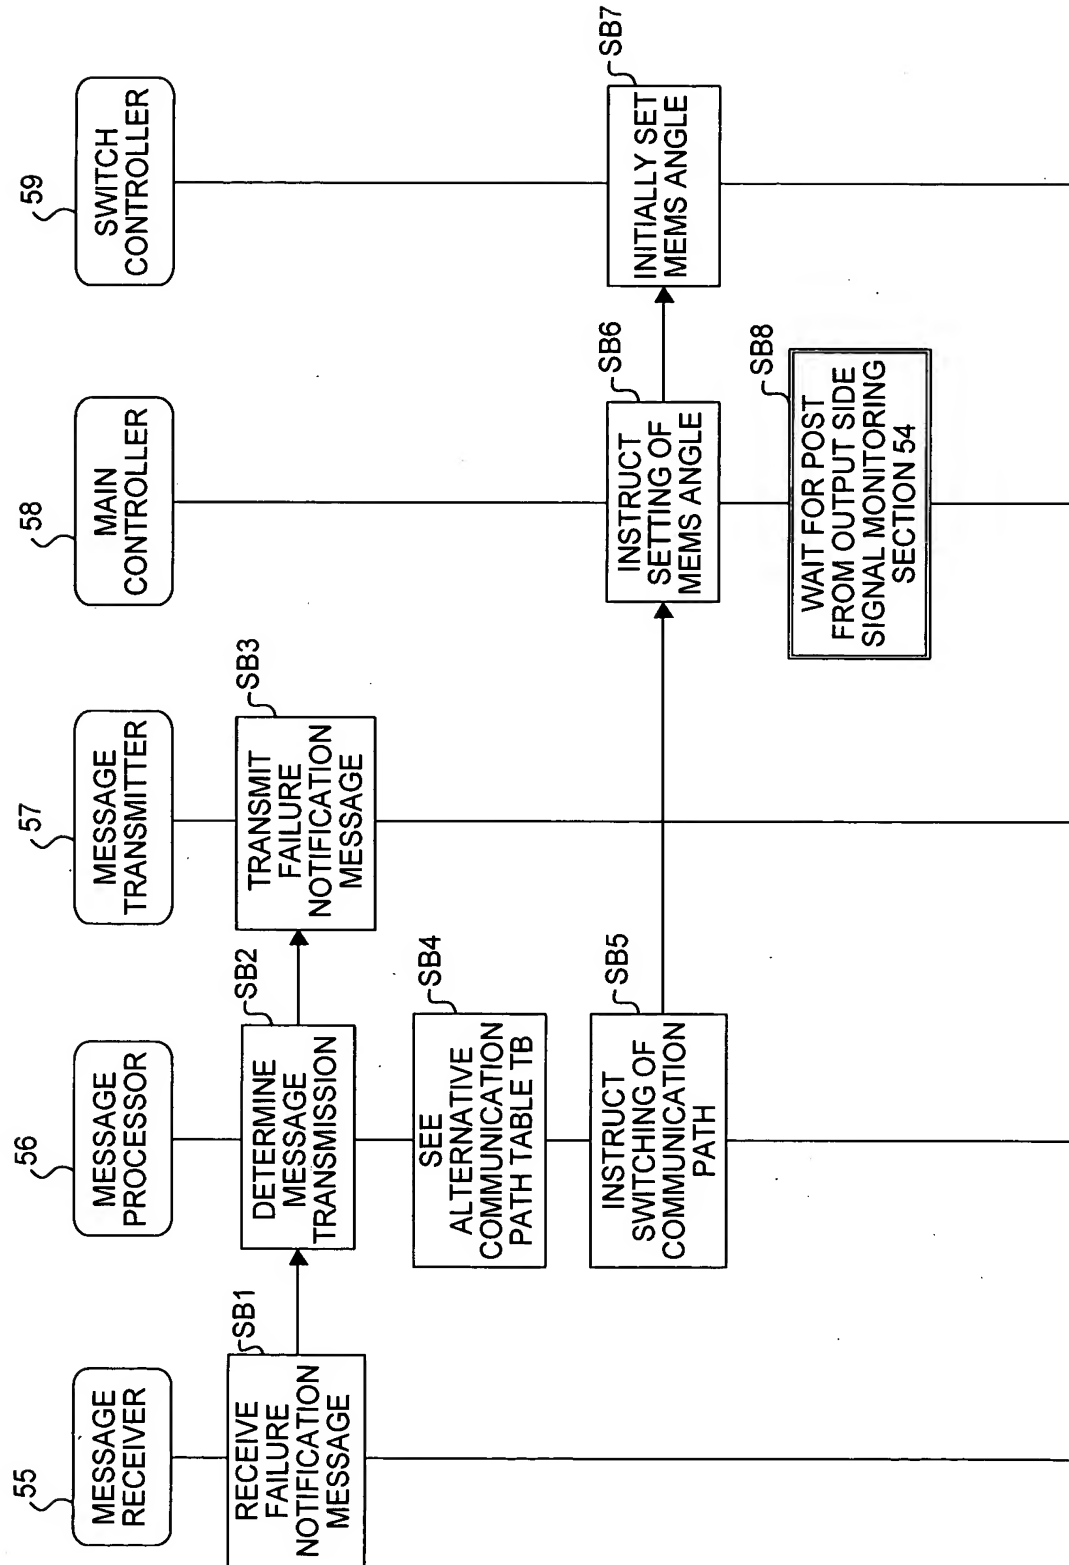 55
MESSAGE
RECEIVER
56
MESSAGE
PROCESSOR
57
MESSAGE
TRANSMITTER
58
MAIN
CONTROLLER
59
SWITCH
CONTROLLER
SB1
RECEIVE
FAILURE
NOTIFICATION
MESSAGE
SB2
DETERMINE
MESSAGE
TRANSMISSION
SB3
TRANSMIT
FAILURE
NOTIFICATION
MESSAGE
SB4
SEE
ALTERNATIVE
COMMUNICATION
PATH TABLE TB
SB5
INSTRUCT
SWITCHING OF
COMMUNICATION
PATH
SB6
INSTRUCT
SETTING OF
MEMS ANGLE
SB7
INITIALLY SET
MEMS ANGLE
SB8
WAIT FOR POST
FROM OUTPUT SIDE
SIGNAL MONITORING
SECTION 54